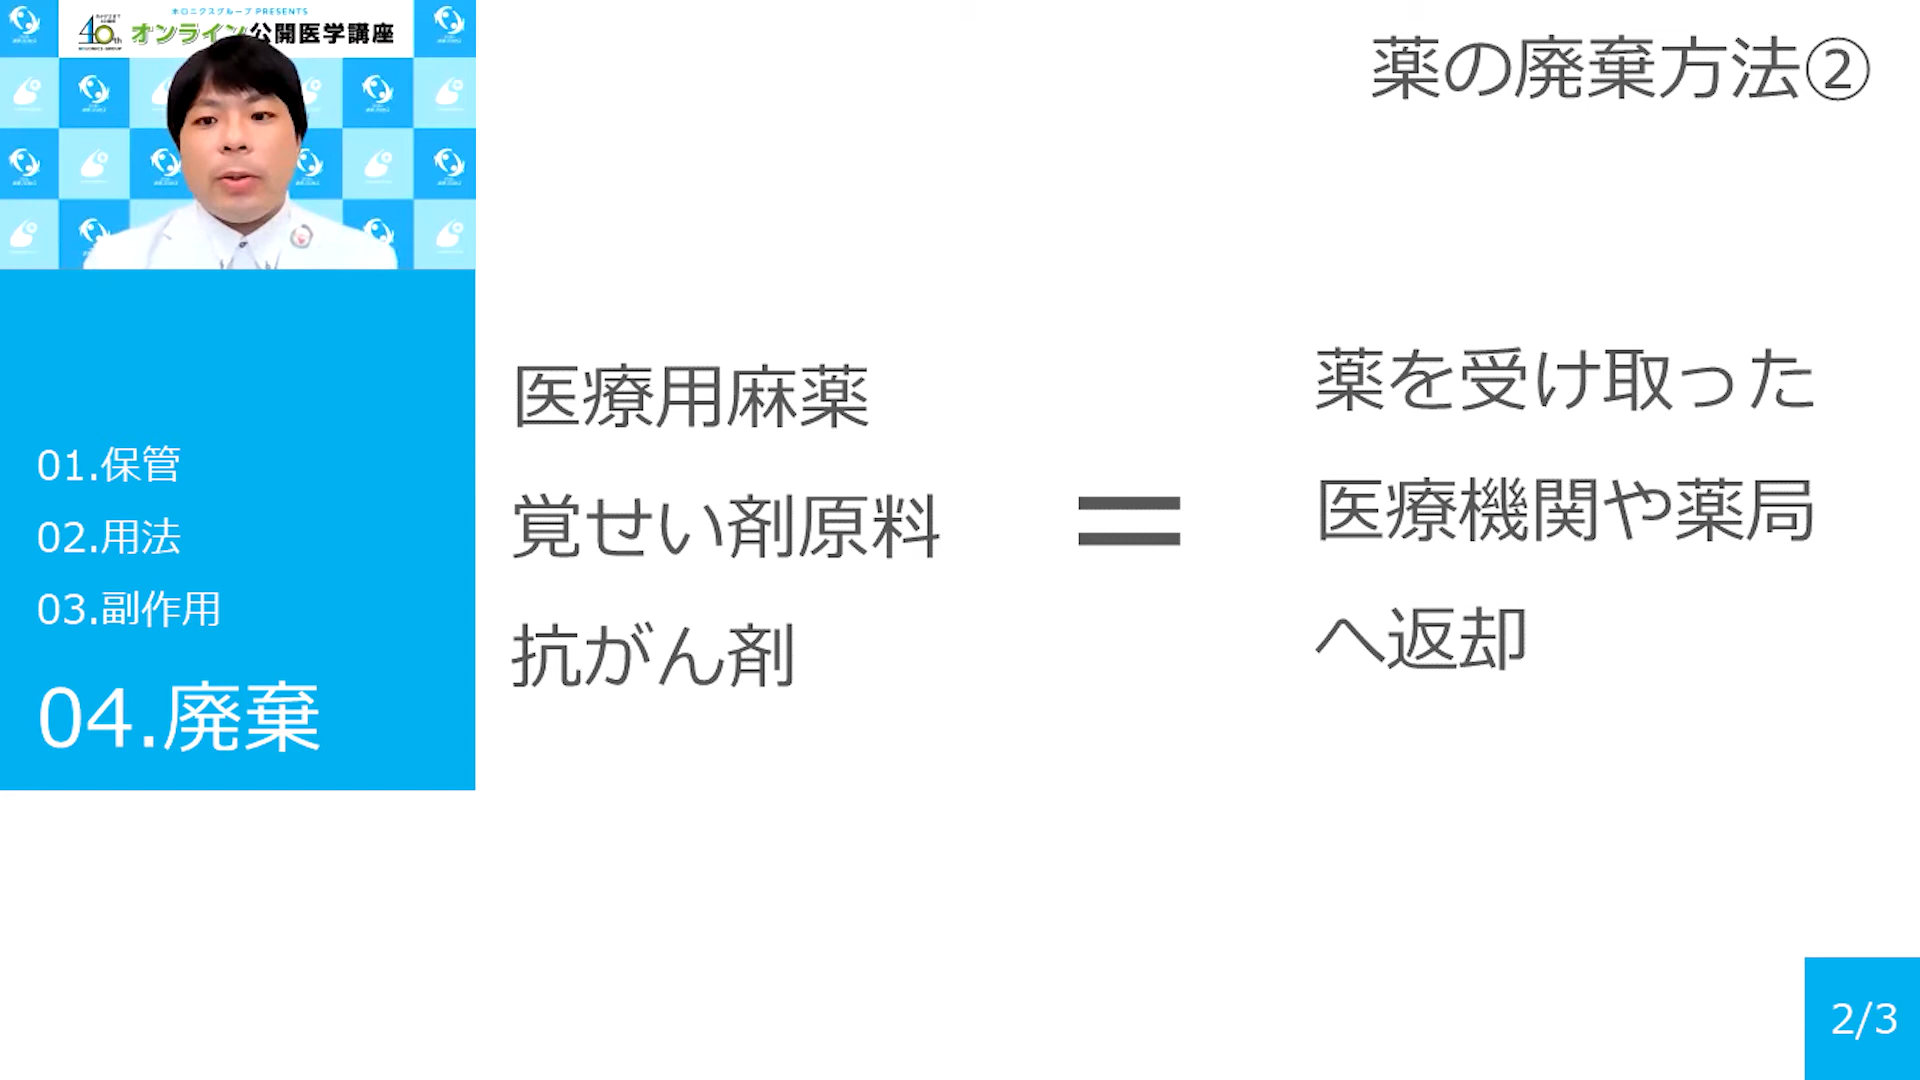 ホロニクスグループ PRESENTS
40th
オンライン公開医学講座
薬の廃棄方法②
01.保管
02.用法
03.副作用
04.廃棄
医療用麻薬
覚せい剤原料
抗がん剤
=
薬を受け取った
医療機関や薬局
へ返却
2/3